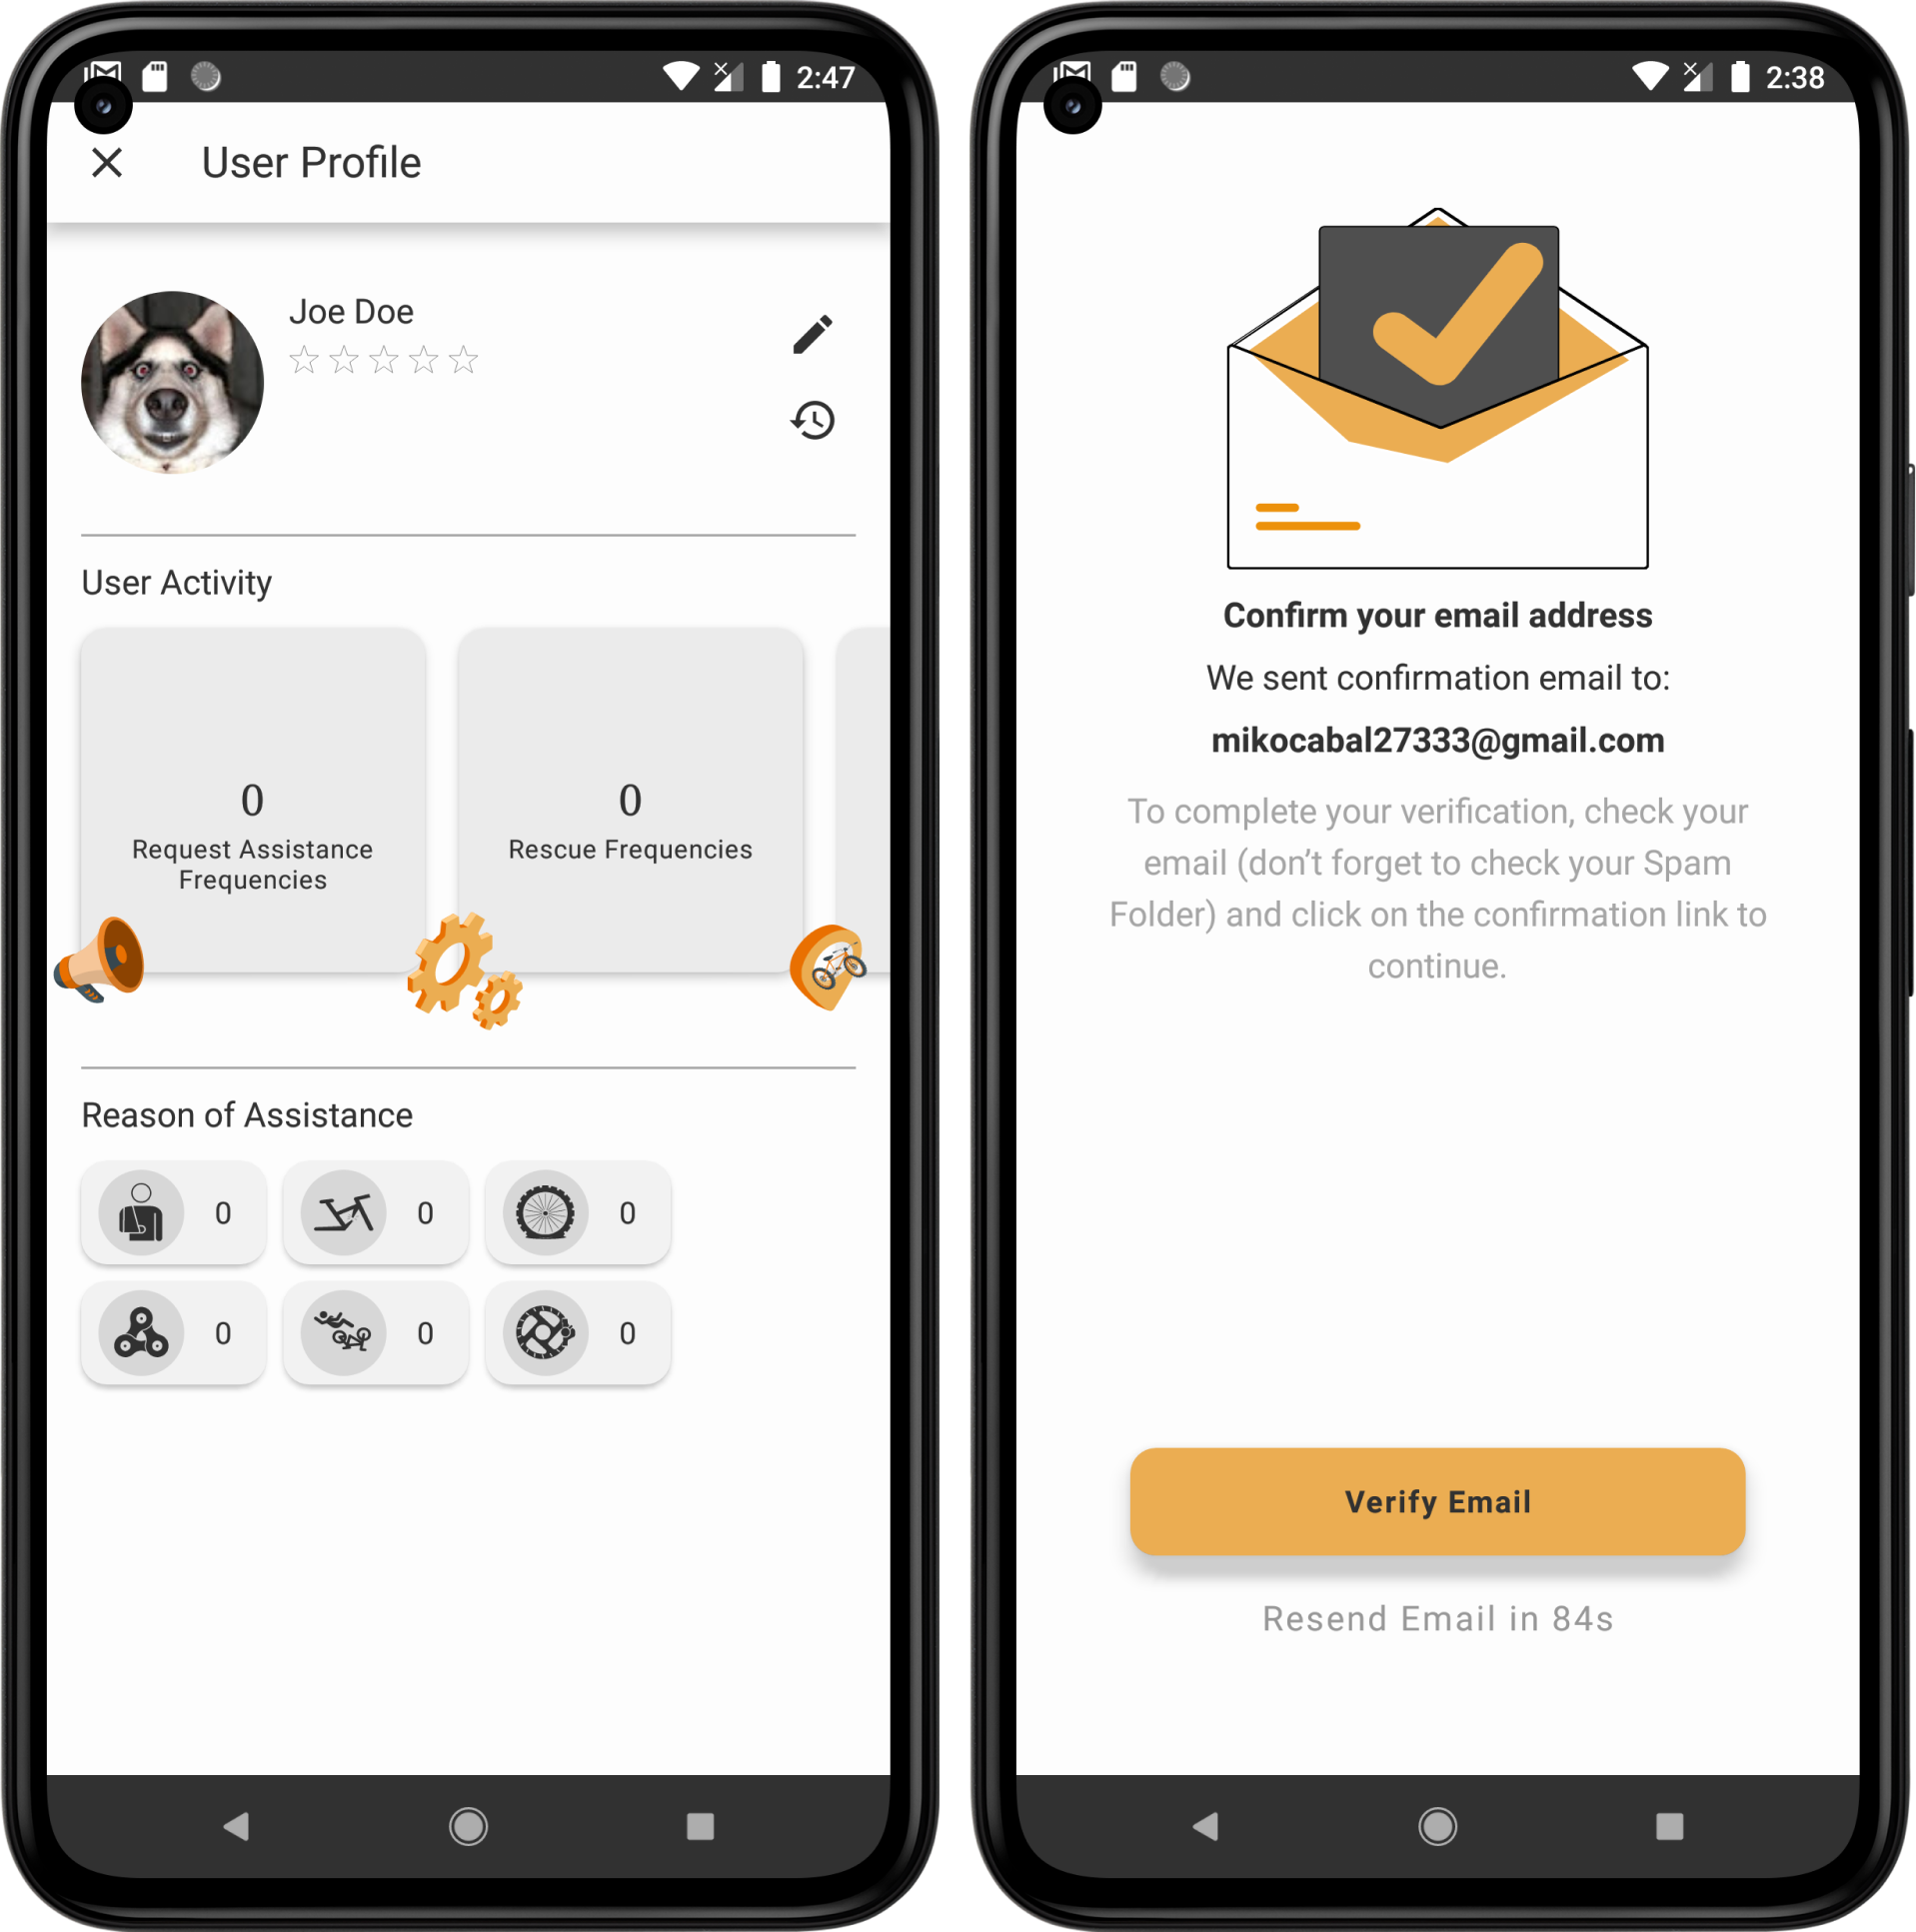 2:47
User Profile
Joe Doe
User Activity
0
Request Assistance
Frequencies
0
Rescue Frequencies
Reason of Assistance
0
0
0
0
0
0
2:38
Confirm your email address
We sent confirmation email to:
mikocabal27333@gmail.com
To complete your verification, check your
email (don’t forget to check your Spam
Folder) and click on the confirmation link to
continue.
Verify Email
Resend Email in 84s